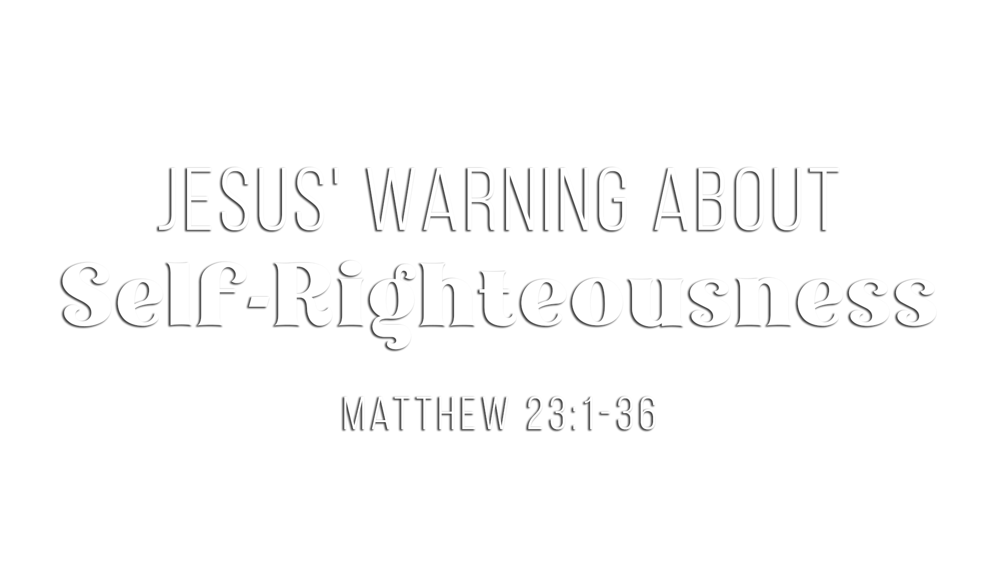 JESUS' WARNING ABOUT
Self-Righteousness
MATTHEW 23:1-36